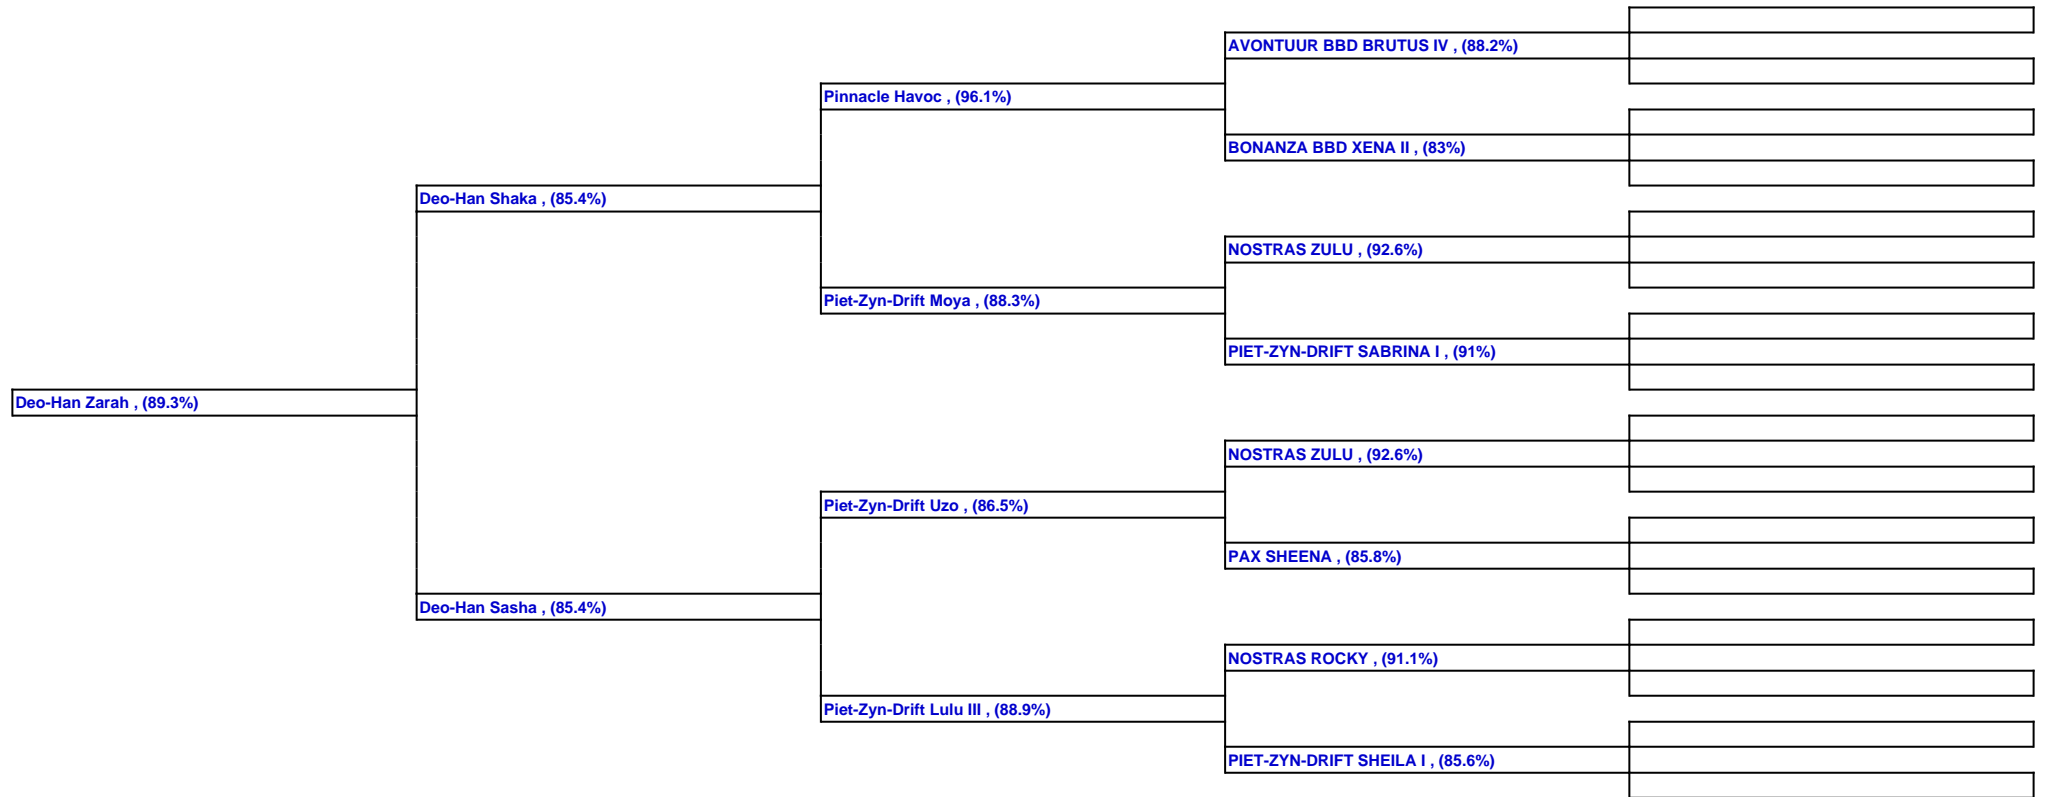 AVONTUUR BBD BRUTUS IV , (88.2%)
Pinnacle Havoc , (96.1%)
BONANZA BBD XENA II , (83%)
Deo-Han Shaka , (85.4%)
NOSTRAS ZULU , (92.6%)
Piet-Zyn-Drift Moya , (88.3%)
PIET-ZYN-DRIFT SABRINA I , (91%)
Deo-Han Zarah , (89.3%)
NOSTRAS ZULU , (92.6%)
Piet-Zyn-Drift Uzo , (86.5%)
PAX SHEENA , (85.8%)
Deo-Han Sasha , (85.4%)
NOSTRAS ROCKY , (91.1%)
Piet-Zyn-Drift Lulu III , (88.9%)
PIET-ZYN-DRIFT SHEILA I , (85.6%)